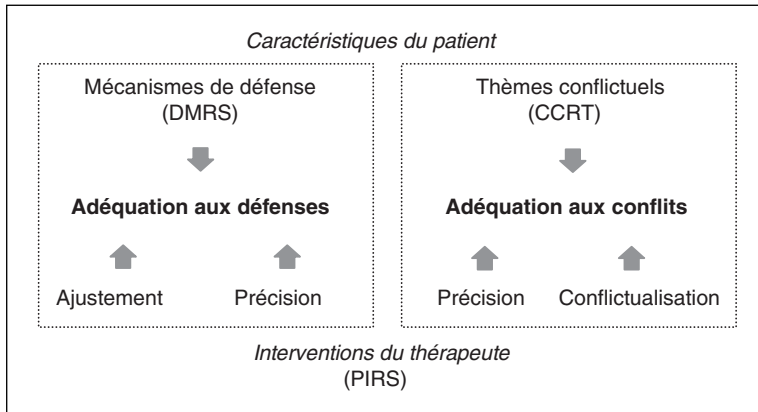 Caractéristiques du patient
Mécanismes de défense
(DMRS)
Adéquation aux défenses
Ajustement
Précision
Thèmes conflictuels
(CCRT)
Adéquation aux conflits
Précision
Conflictualisation
Interventions du thérapeute
(PIRS)